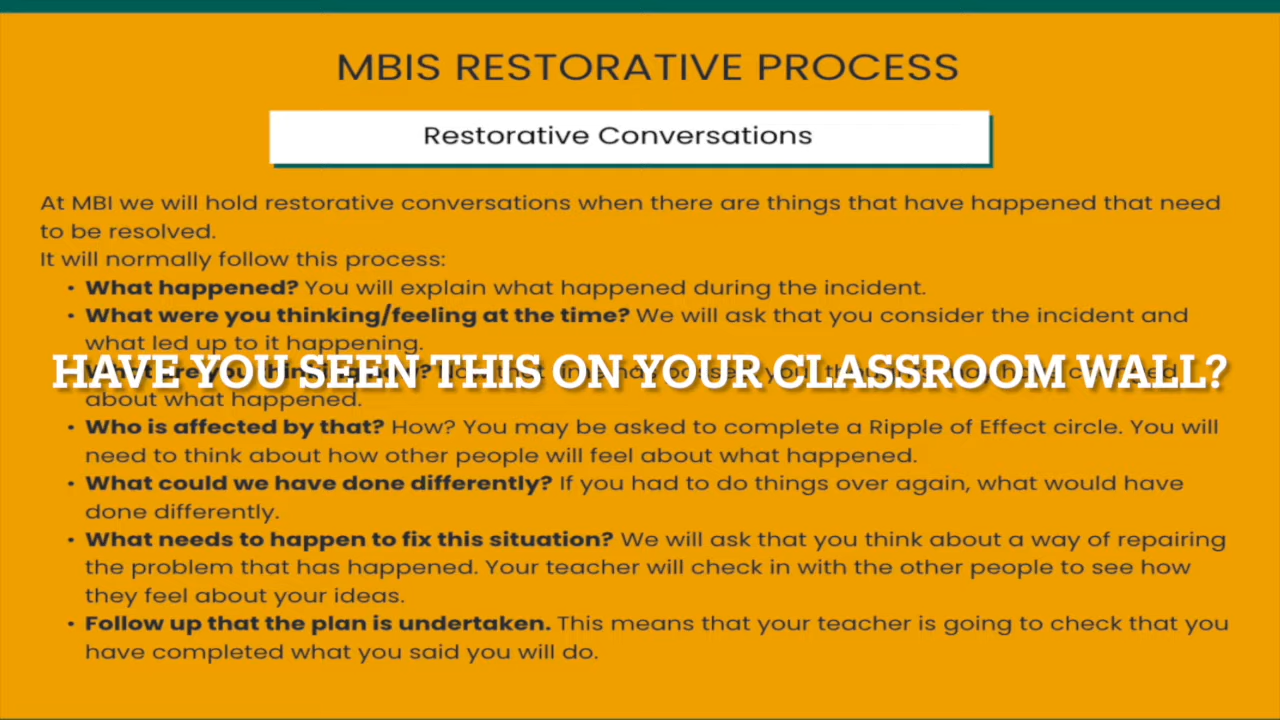 MBIS RESTORATIVE PROCESS
Restorative Conversations
At MBI we will hold restorative conversations when there are things that have happened that need
to be resolved.
It will normally follow this process:
• What happened? You will explain what happened during the incident.
• What were you thinking/feeling at the time? We will ask that you consider the incident and
what led up to it happening.
HAVE YOU SEEN THIS ON YOUR CLASSROOM WALL?
about what happened.
• Who is affected by that? How? You may be asked to complete a Ripple of Effect circle. You will
need to think about how other people will feel about what happened.
• What could we have done differently? If you had to do things over again, what would have
done differently.
• What needs to happen to fix this situation? We will ask that you think about a way of repairing
the problem that has happened. Your teacher will check in with the other people to see how
they feel about your ideas.
• Follow up that the plan is undertaken. This means that your teacher is going to check that you
have completed what you said you will do.